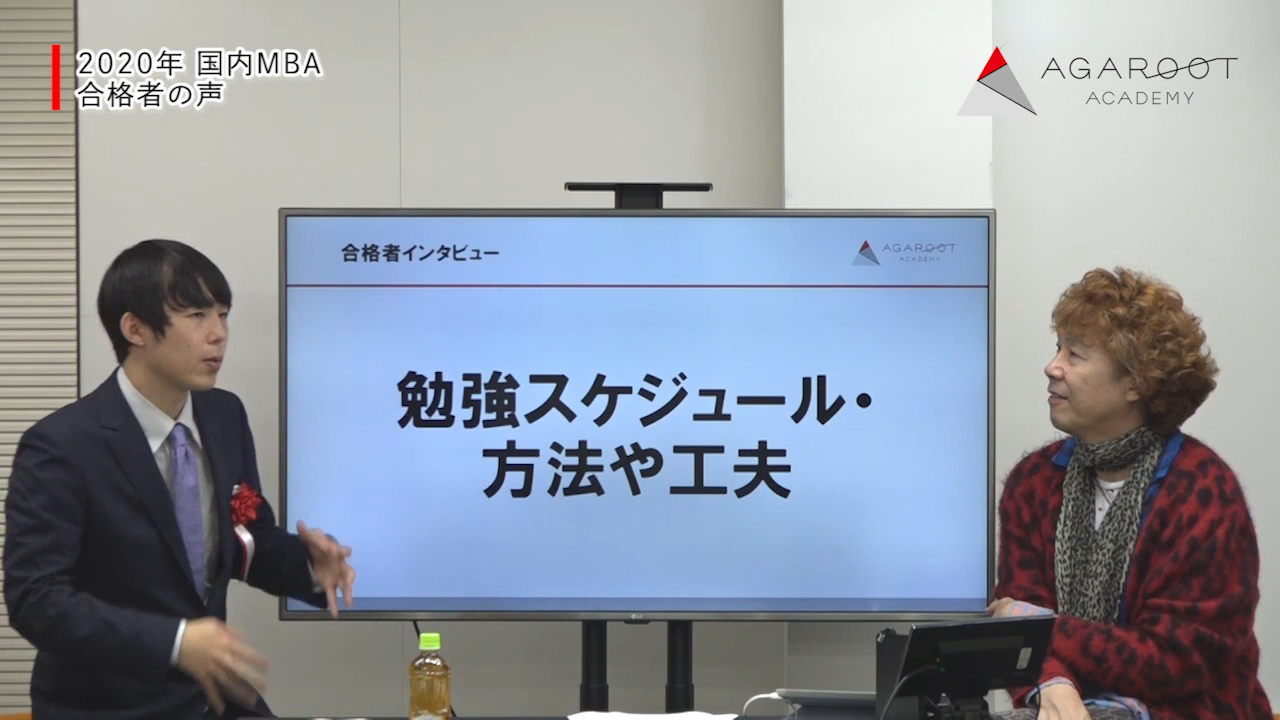 2020年 国内MBA
合格者の声
AGAROOT
ACADEMY
合格者インタビュー
AGAROOT
ACADEMY
勉強スケジュール・
方法や工夫
LG